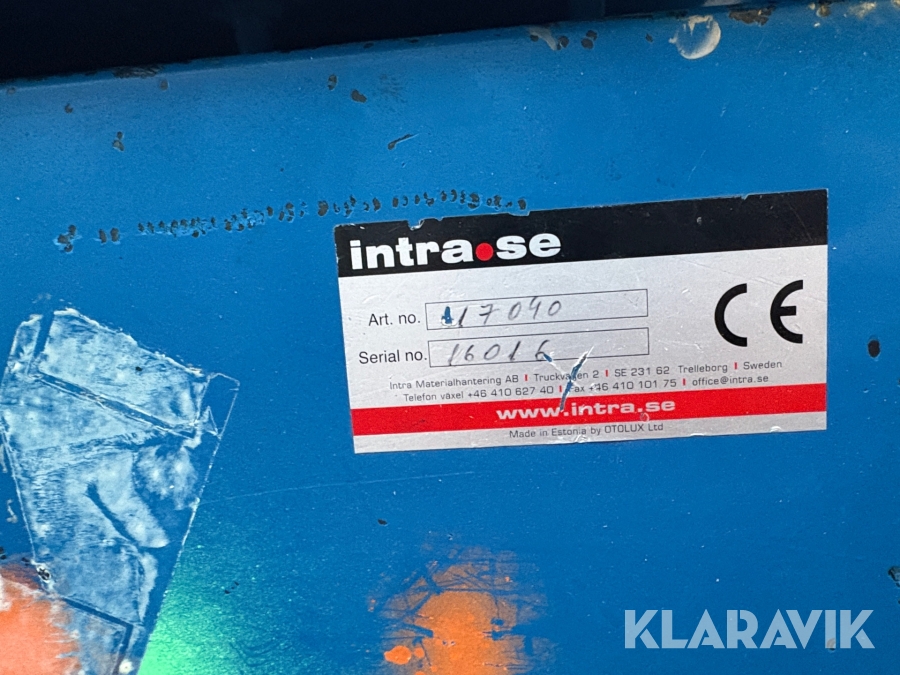 intra.se
CE
Art. no. 117040
Serial no. 16016
Intra Materialhantering AB | Truckvägen 2 | SE 231 62 Trelleborg | Sweden
Telefon växel +46 410 627 40 | Fax +46 410 101 75 | office@intra.se
www.intra.se
Made in Estonia by OTOLUX Ltd
KLARAVIK